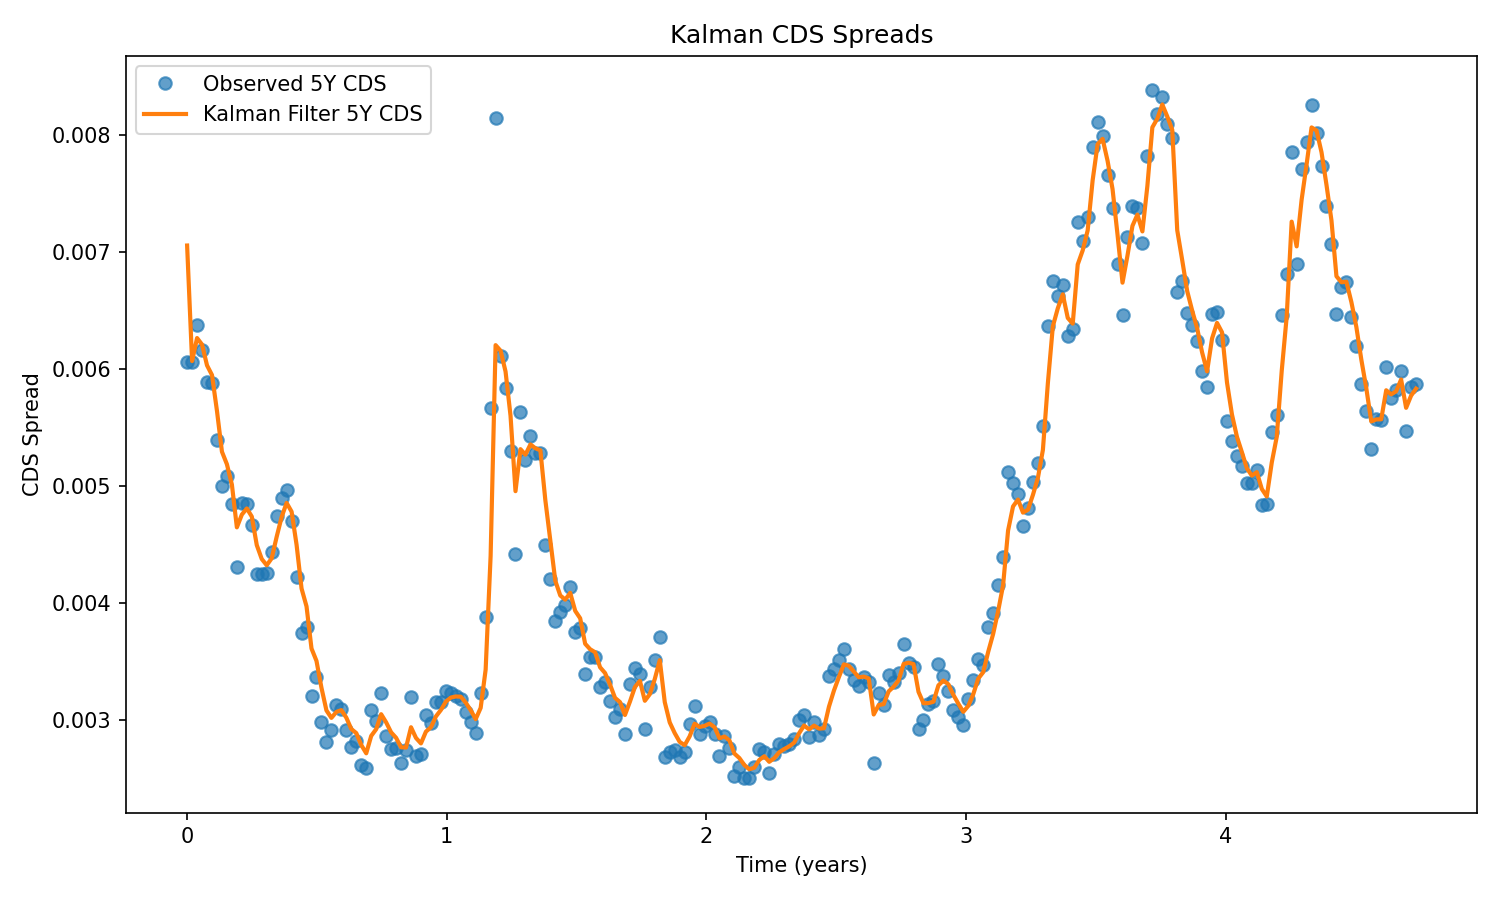 Kalman CDS Spreads
Observed 5Y CDS
Kalman Filter 5Y CDS
0.008
0.007
0.006
0.005
0.004
0.003
CDS Spread
0 1 2 3 4
Time (years)